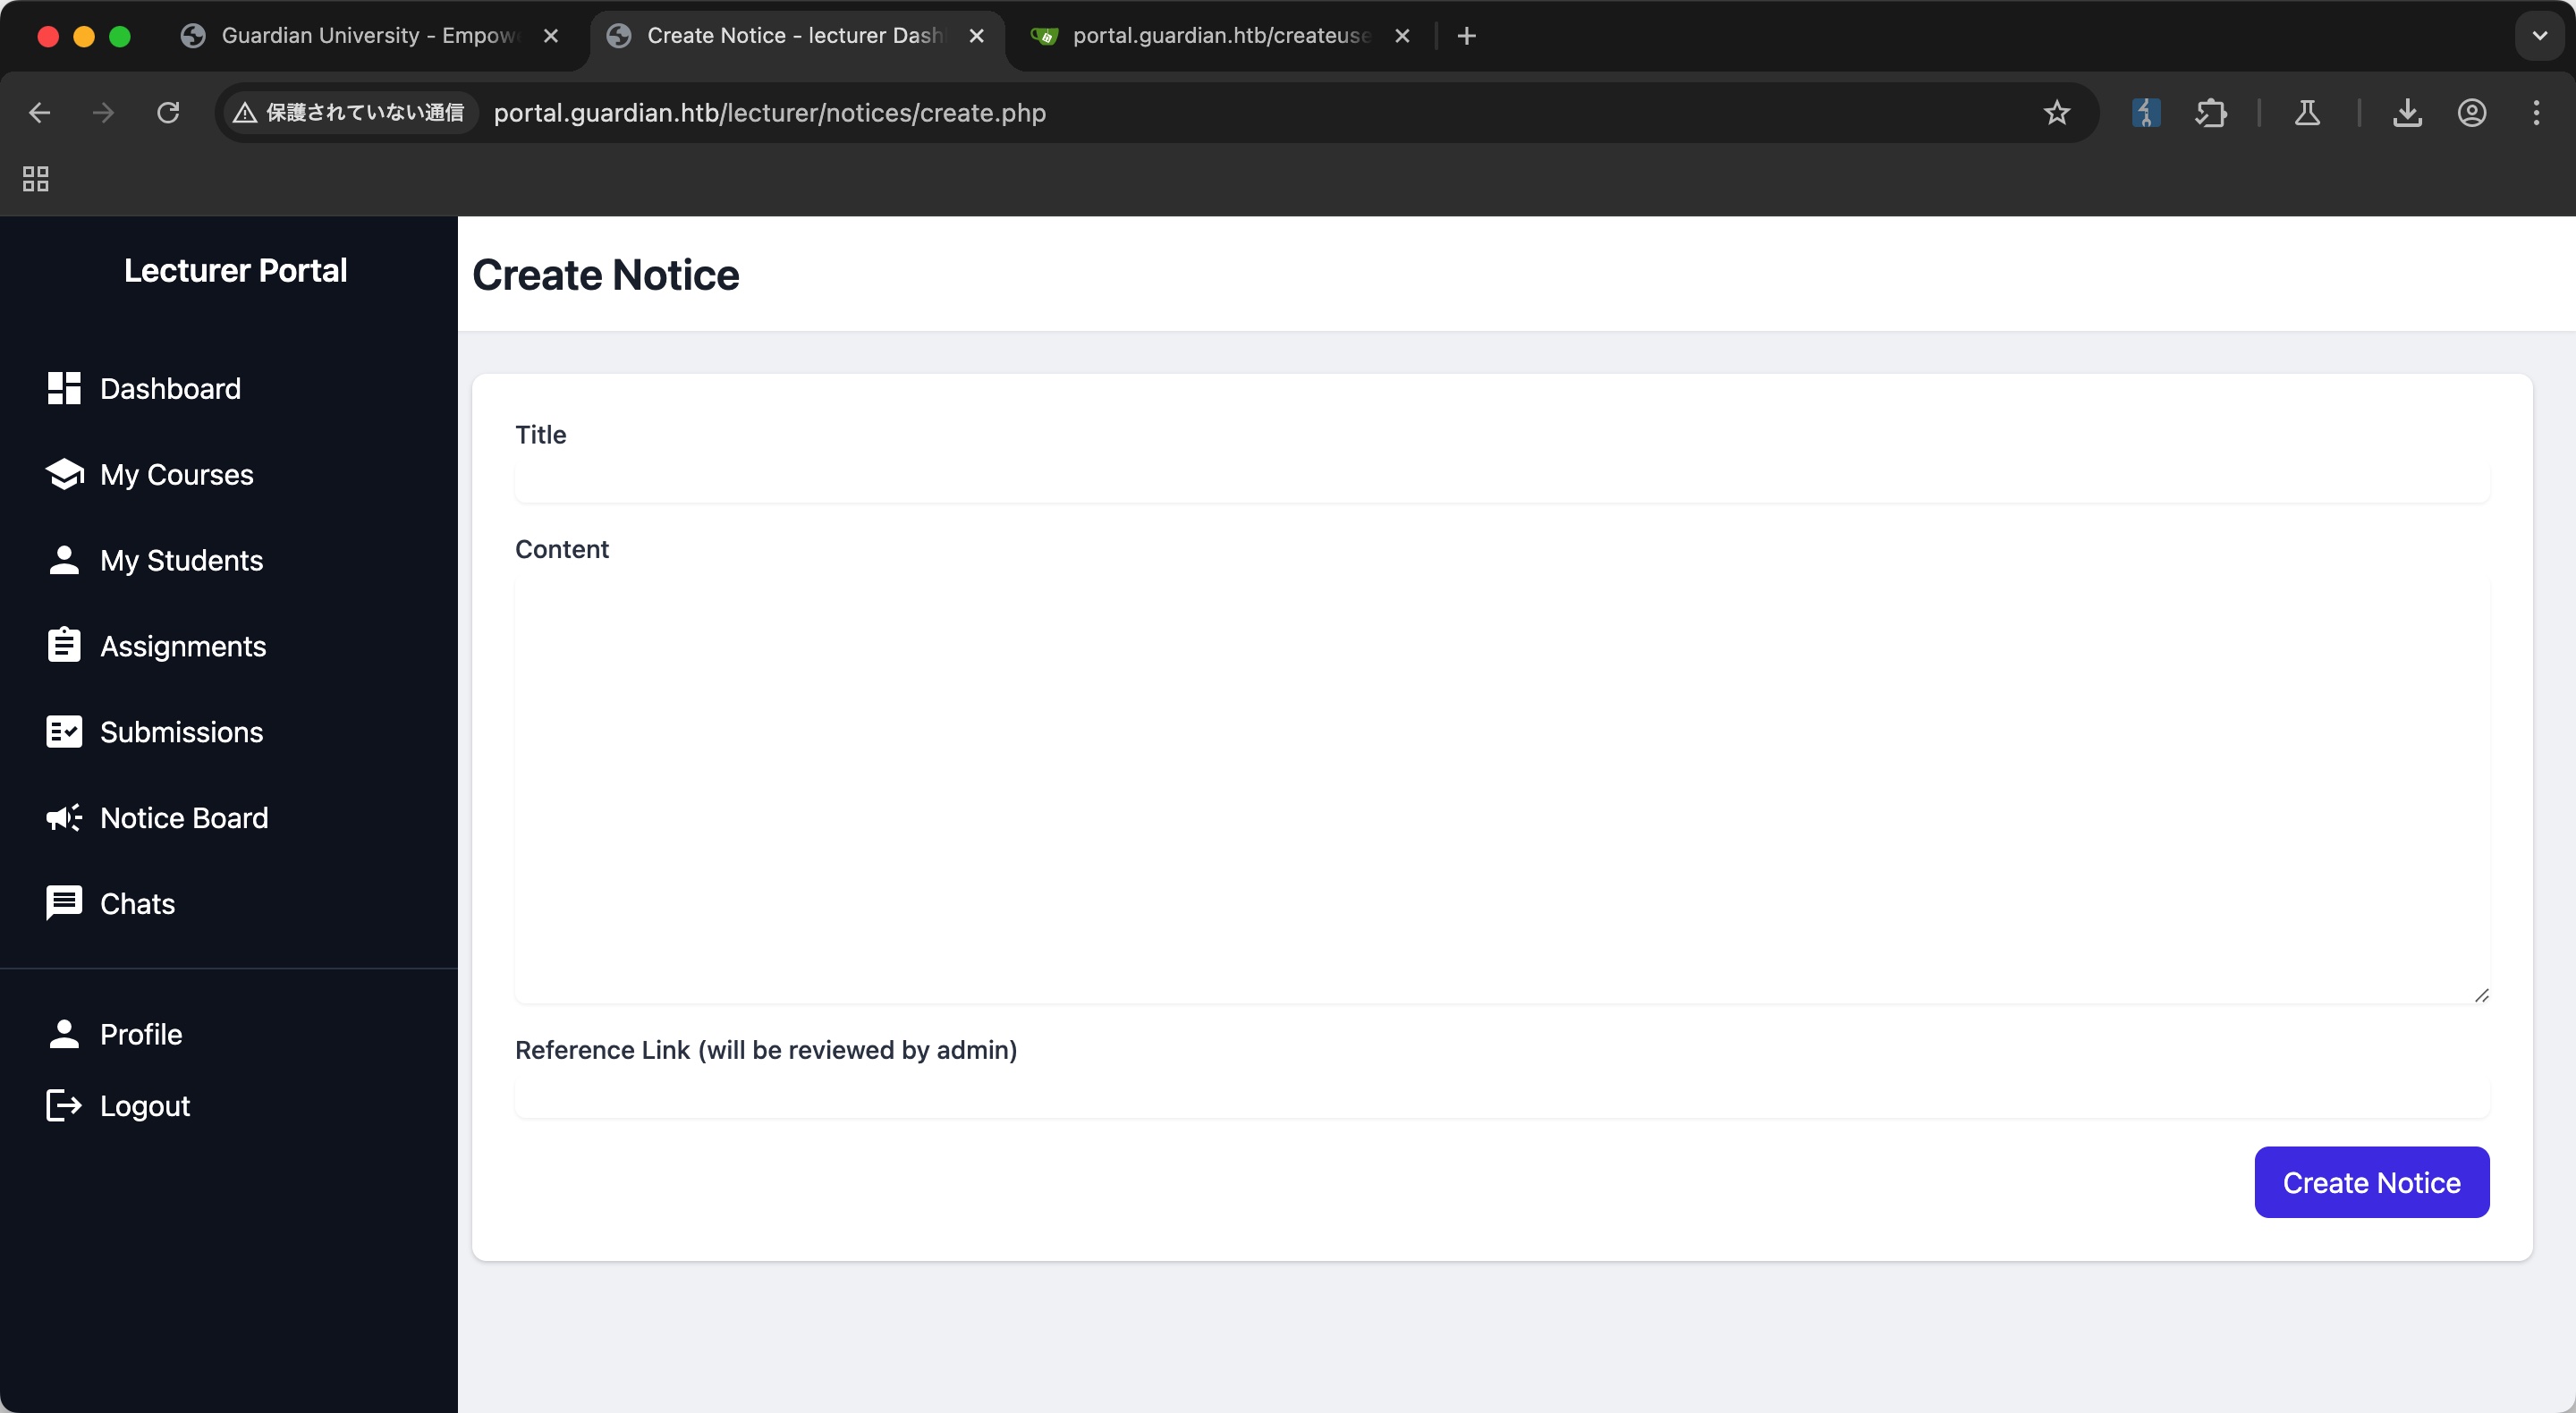 Guardian University - Empow
Create Notice - lecturer Dash
portal.guardian.htb/createuse
保護されていない通信
portal.guardian.htb/lecturer/notices/create.php
Lecturer Portal
Dashboard
My Courses
My Students
Assignments
Submissions
Notice Board
Chats
Profile
Logout
Create Notice
Title
Content
Reference Link (will be reviewed by admin)
Create Notice